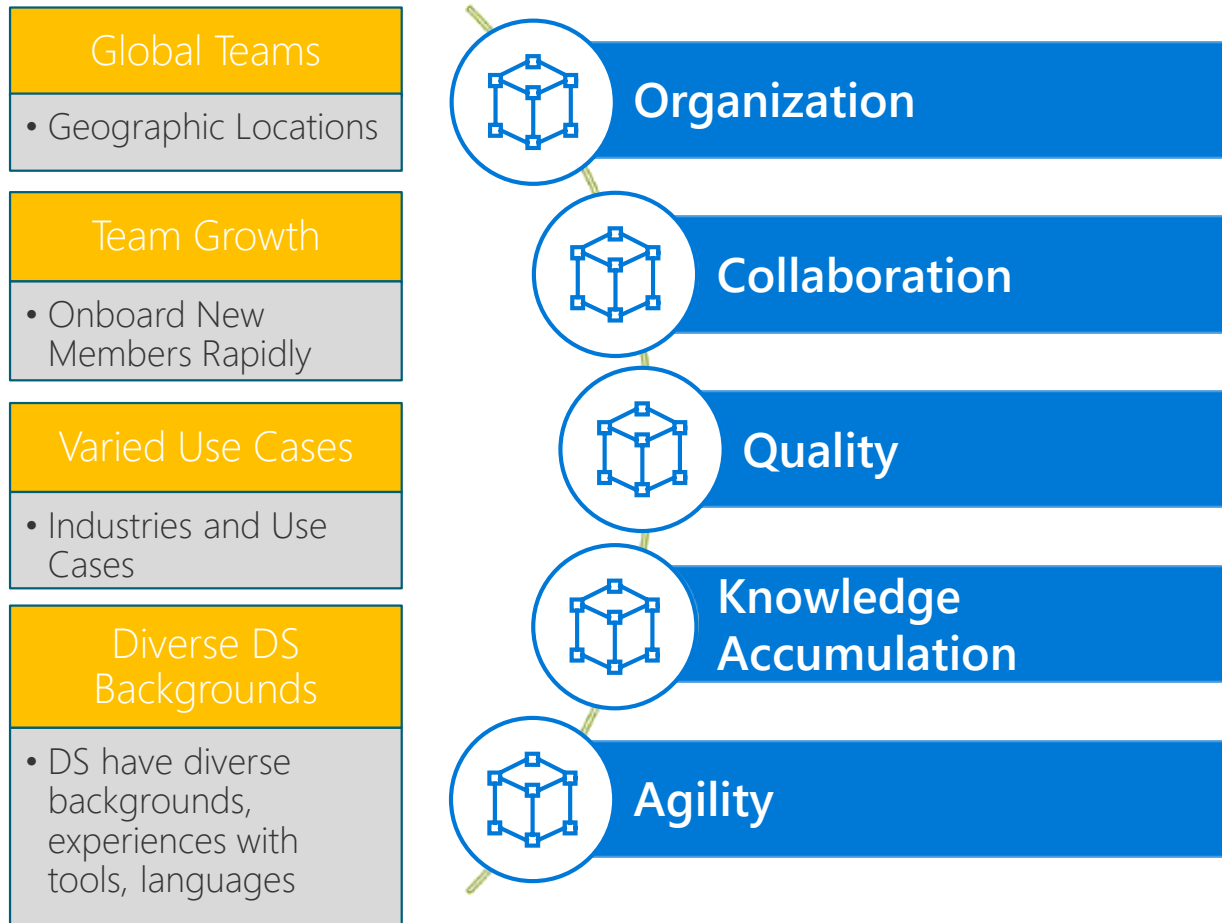 Global Teams
• Geographic Locations
Team Growth
• Onboard New
Members Rapidly
Varied Use Cases
• Industries and Use
Cases
Diverse DS
Backgrounds
• DS have diverse
backgrounds,
experiences with
tools, languages
Organization
Collaboration
Quality
Knowledge
Accumulation
Agility